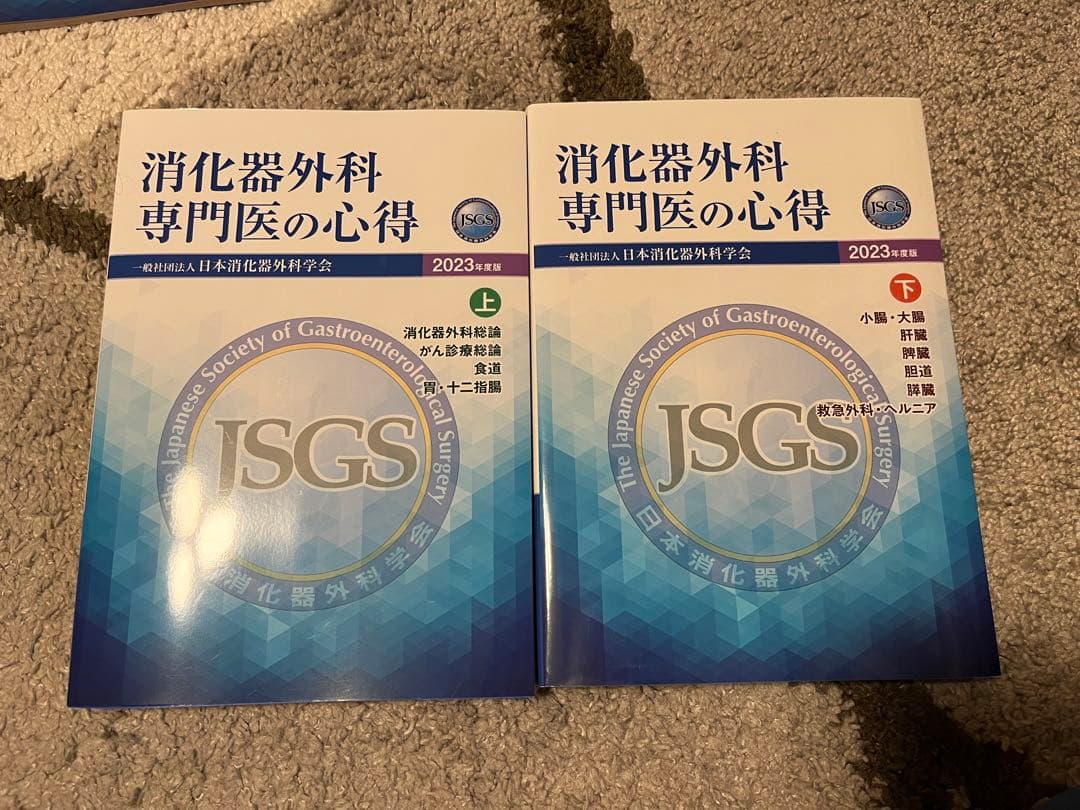 消化器外科
専門医の心得
JSGS
一般社団法人 日本消化器外科学会
2023年度版
上
消化器外科総論
がん診療総論
食道
胃・十二指腸
The Japanese Society of Gastroenterological Surgery
JSGS
消化器外科学会
消化器外科
専門医の心得
JSGS
一般社団法人 日本消化器外科学会
2023年度版
下
小腸・大腸
肝臓
脾臓
胆道
膵臓
救急外科・ヘルニア
The Japanese Society of Gastroenterological Surgery
JSGS
日本消化器外科学会